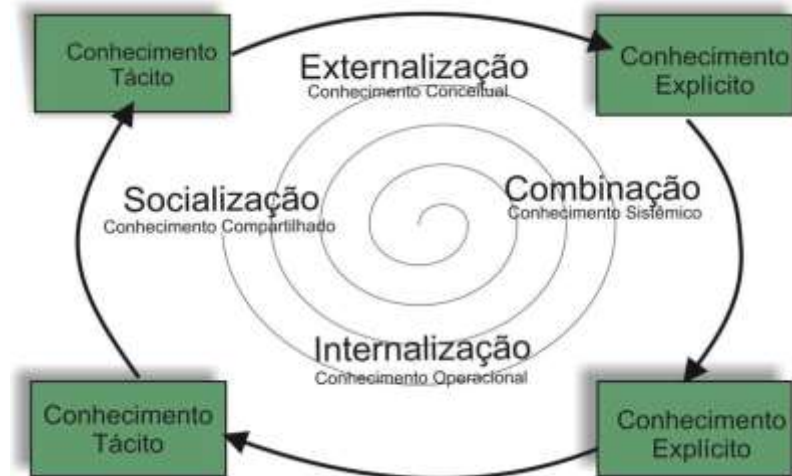 Conhecimento
Tácito
Externalização
Conhecimento Conceitual
Conhecimento
Explícito
Socialização
Conhecimento Compartilhado
Combinação
Conhecimento Sistêmico
Internalização
Conhecimento Operacional
Conhecimento
Tácito
Conhecimento
Explícito